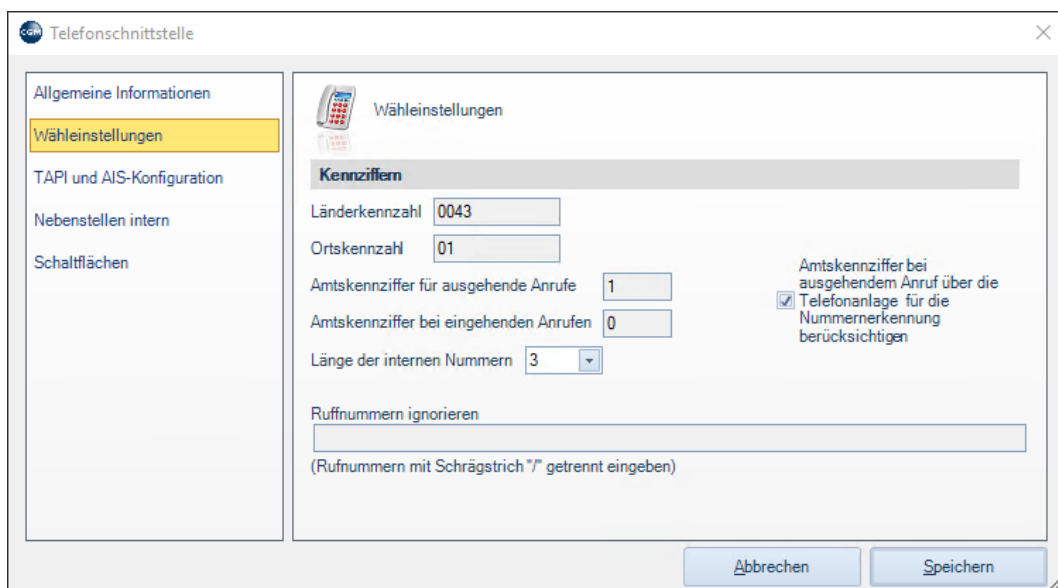 CGM Telefonschnittstelle
Allgemeine Informationen
Wähleinstellungen
TAPI und AIS-Konfiguration
Nebenstellen intern
Schaltflächen
Wähleinstellungen
Kennziffern
Länderkennzahl 0043
Ortskennzahl 01
Amtskennziffer für ausgehende Anrufe 1
Amtskennziffer bei eingehenden Anrufen 0
Länge der internen Nummern 3
Amtskennziffer bei
ausgehendem Anruf über die
Telefonanlage für die
Nummernerkennung
berücksichtigen
Ruffnummern ignorieren
(Rufnummern mit Schrägstrich "/" getrennt eingeben)
Abbrechen
Speichern